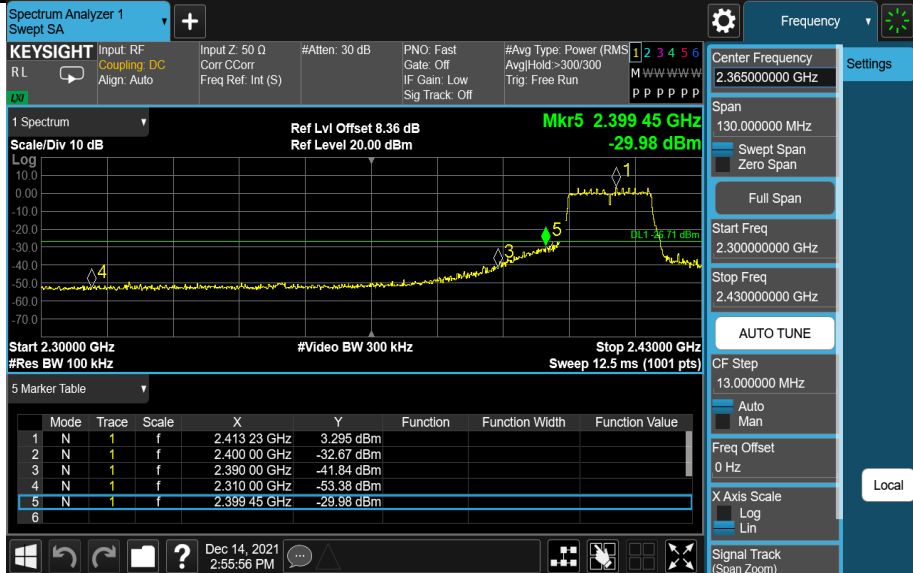 Spectrum Analyzer 1
Swept SA
+
Frequency
KEYSIGHT
R L
LXI
Input: RF
Coupling: DC
Align: Auto
Input Z: 50 Ω
Corr CCorr
Freq Ref: Int (S)
#Atten: 30 dB
PNO: Fast
Gate: Off
IF Gain: Low
Sig Track: Off
#Avg Type: Power (RMS
Avg|Hold:>300/300
Trig: Free Run
1 2 3 4 5 6
M W W W W W
P P P P P P
1 Spectrum
Scale/Div 10 dB
Ref Lvl Offset 8.36 dB
Ref Level 20.00 dBm
Mkr5 2.399 45 GHz
-29.98 dBm
Log
10.0
0.00
-10.0
-20.0
-30.0
-40.0
-50.0
-60.0
-70.0
1
5
3
4
DL1 -26.71 dBm
Start 2.30000 GHz
#Res BW 100 kHz
#Video BW 300 kHz
Stop 2.43000 GHz
Sweep 12.5 ms (1001 pts)
5 Marker Table
Mode Trace Scale X Y Function Function Width Function Value
1 N 1 f 2.413 23 GHz 3.295 dBm
2 N 1 f 2.400 00 GHz -32.67 dBm
3 N 1 f 2.390 00 GHz -41.84 dBm
4 N 1 f 2.310 00 GHz -53.38 dBm
5 N 1 f 2.399 45 GHz -29.98 dBm
6
?
Dec 14, 2021
2:55:56 PM
Center Frequency
2.365000000 GHz
Span
130.000000 MHz
Swept Span
Zero Span
Full Span
Start Freq
2.300000000 GHz
Stop Freq
2.430000000 GHz
AUTO TUNE
CF Step
13.000000 MHz
Auto
Man
Freq Offset
0 Hz
X Axis Scale
Log
Lin
Signal Track
(Span Zoom)
Settings
Local